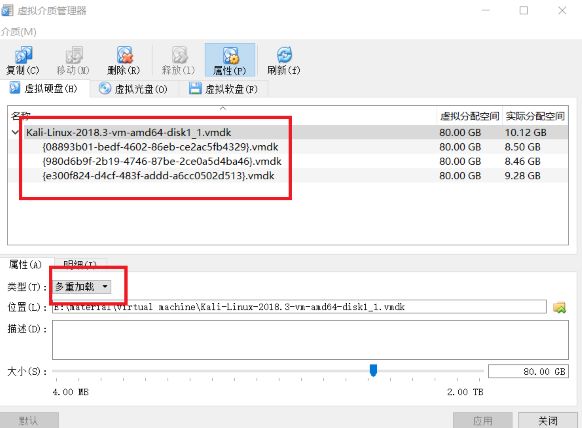 虚拟介质管理器
介质(M)
复制(C) 移动(M) 删除(R) 释放(l) 属性(P) 刷新(f)
虚拟硬盘(H) 虚拟光盘(O) 虚拟软盘(F)
名称 虚拟分配空间 实际分配空间
Kali-Linux-2018.3-vm-amd64-disk1_1.vmdk 80.00 GB 10.12 GB
{08893b01-bedf-4602-86eb-ce2ac5fb4329}.vmdk 80.00 GB 8.50 GB
{980d6b9f-2b19-4746-87be-2ce0a5d4ba46}.vmdk 80.00 GB 8.46 GB
{e300f824-d4cf-483f-addd-a6cc0502d513}.vmdk 80.00 GB 9.28 GB
属性(A) 明细(I)
类型(T): 多重加载
位置(L): E:\material\Virtual machine\Kali-Linux-2018.3-vm-amd64-disk1_1.vmdk
描述(D):
大小(S): 80.00 GB
4.00 MB 2.00 TB
默认 应用 关闭